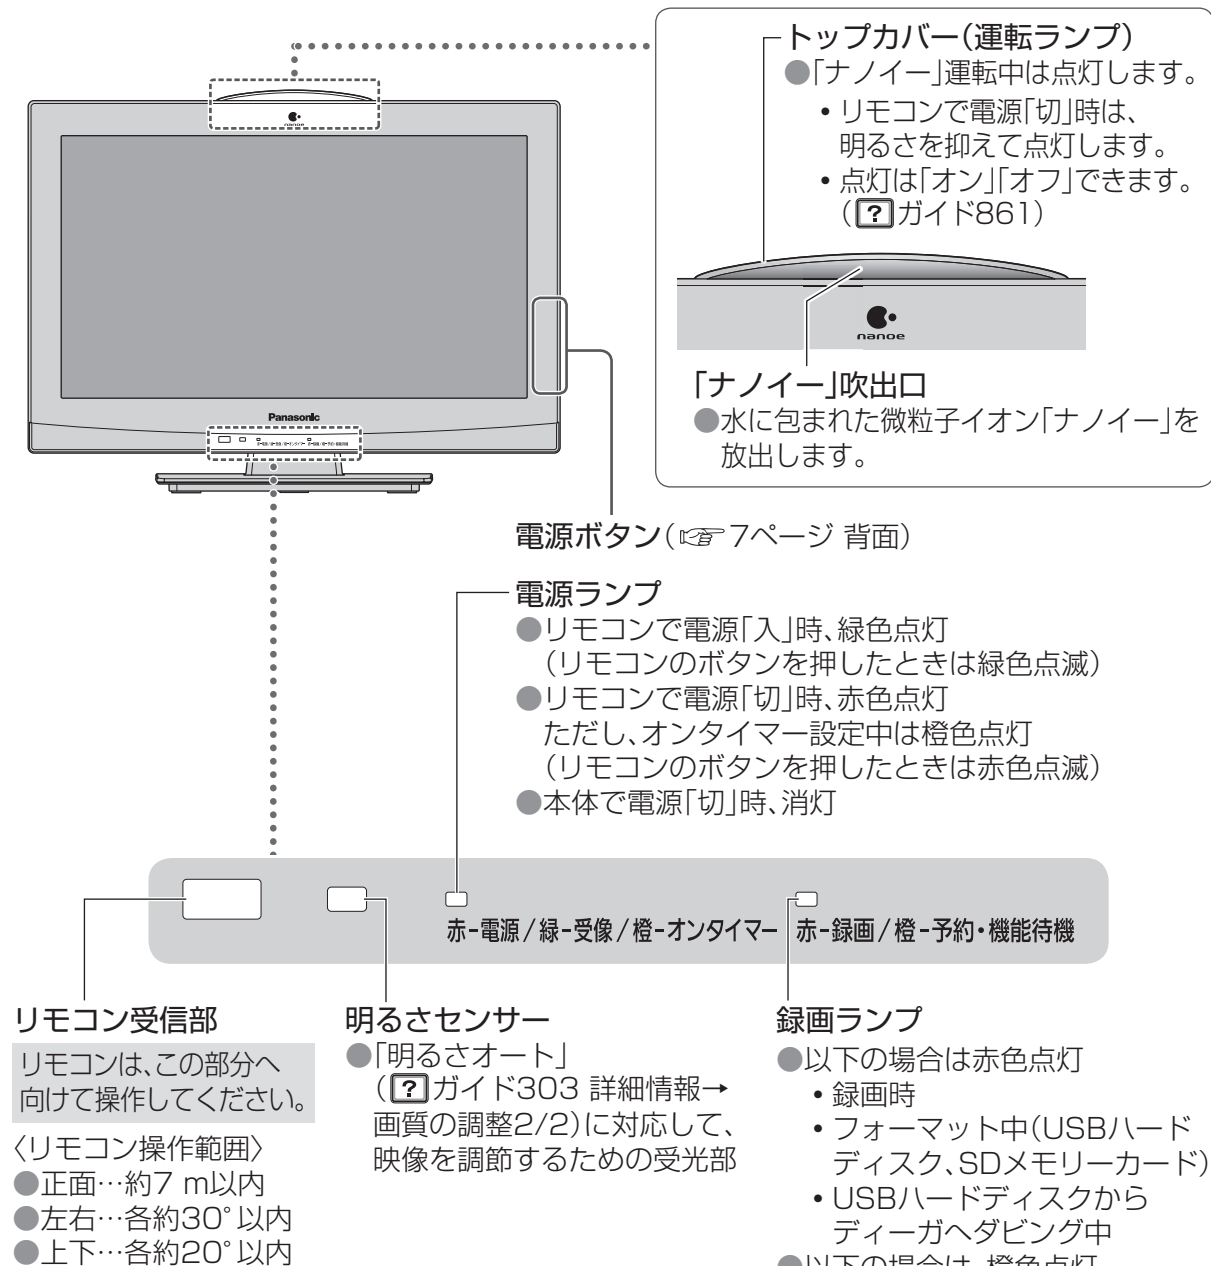 トップカバー(運転ランプ)
●「ナノイー」運転中は点灯します。
• リモコンで電源「切」時は、
明るさを抑えて点灯します。
• 点灯は「オン」「オフ」できます。
(?ガイド861)
nanoe
「ナノイー」吹出口
●水に包まれた微粒子イオン「ナノイー」を
放出します。
nanoe
Panasonic
電源ボタン(☞7ページ 背面)
電源ランプ
●リモコンで電源「入」時、緑色点灯
(リモコンのボタンを押したときは緑色点滅)
●リモコンで電源「切」時、赤色点灯
ただし、オンタイマー設定中は橙色点灯
(リモコンのボタンを押したときは赤色点滅)
●本体で電源「切」時、消灯
赤-電源/緑-受像/橙-オンタイマー 赤-録画/橙-予約・機能待機
リモコン受信部
リモコンは、この部分へ
向けて操作してください。
〈リモコン操作範囲〉
●正面…約7 m以内
●左右…各約30°以内
●上下…各約20°以内
明るさセンサー
●「明るさオート」
(?ガイド303 詳細情報→
画質の調整2/2)に対応して、
映像を調節するための受光部
録画ランプ
●以下の場合は赤色点灯
• 録画時
• フォーマット中(USBハード
ディスク、SDメモリーカード)
• USBハードディスクから
ディーガへダビング中
●以下の場合は、橙色点灯